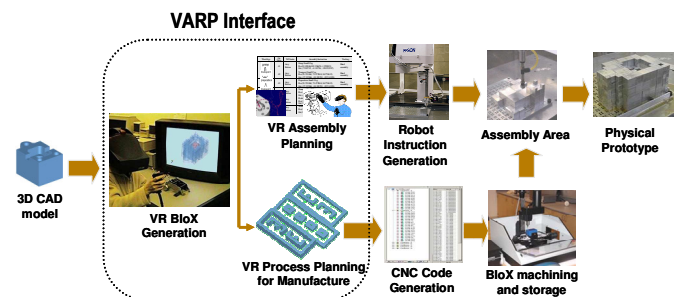 VARP Interface
3D CAD
model
VR BloX
Generation
VR Assembly
Planning
VR Process Planning
for Manufacture
Robot
Instruction
Generation
CNC Code
Generation
Assembly Area
BloX machining
and storage
Physical
Prototype